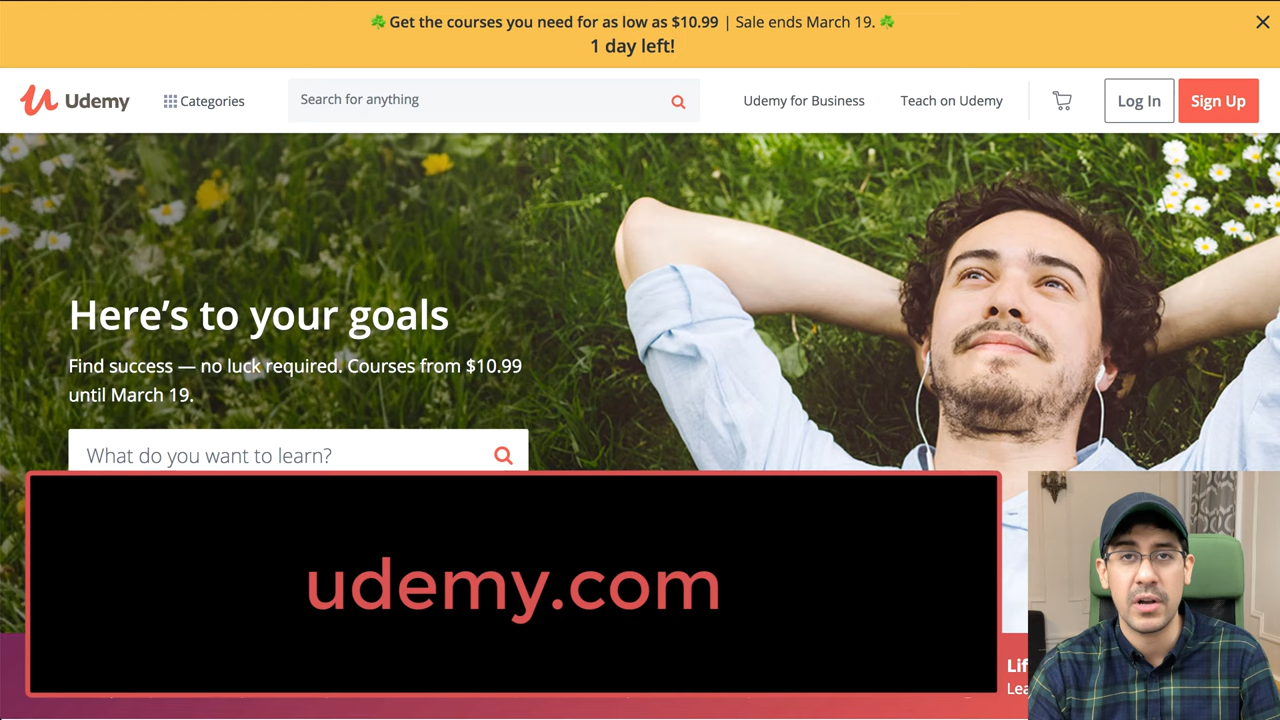 ☘️ Get the courses you need for as low as $10.99 | Sale ends March 19. ☘️
1 day left!
Udemy
Categories
Search for anything
Udemy for Business
Teach on Udemy
Log In
Sign Up
Here's to your goals
Find success — no luck required. Courses from $10.99
until March 19.
What do you want to learn?
udemy.com